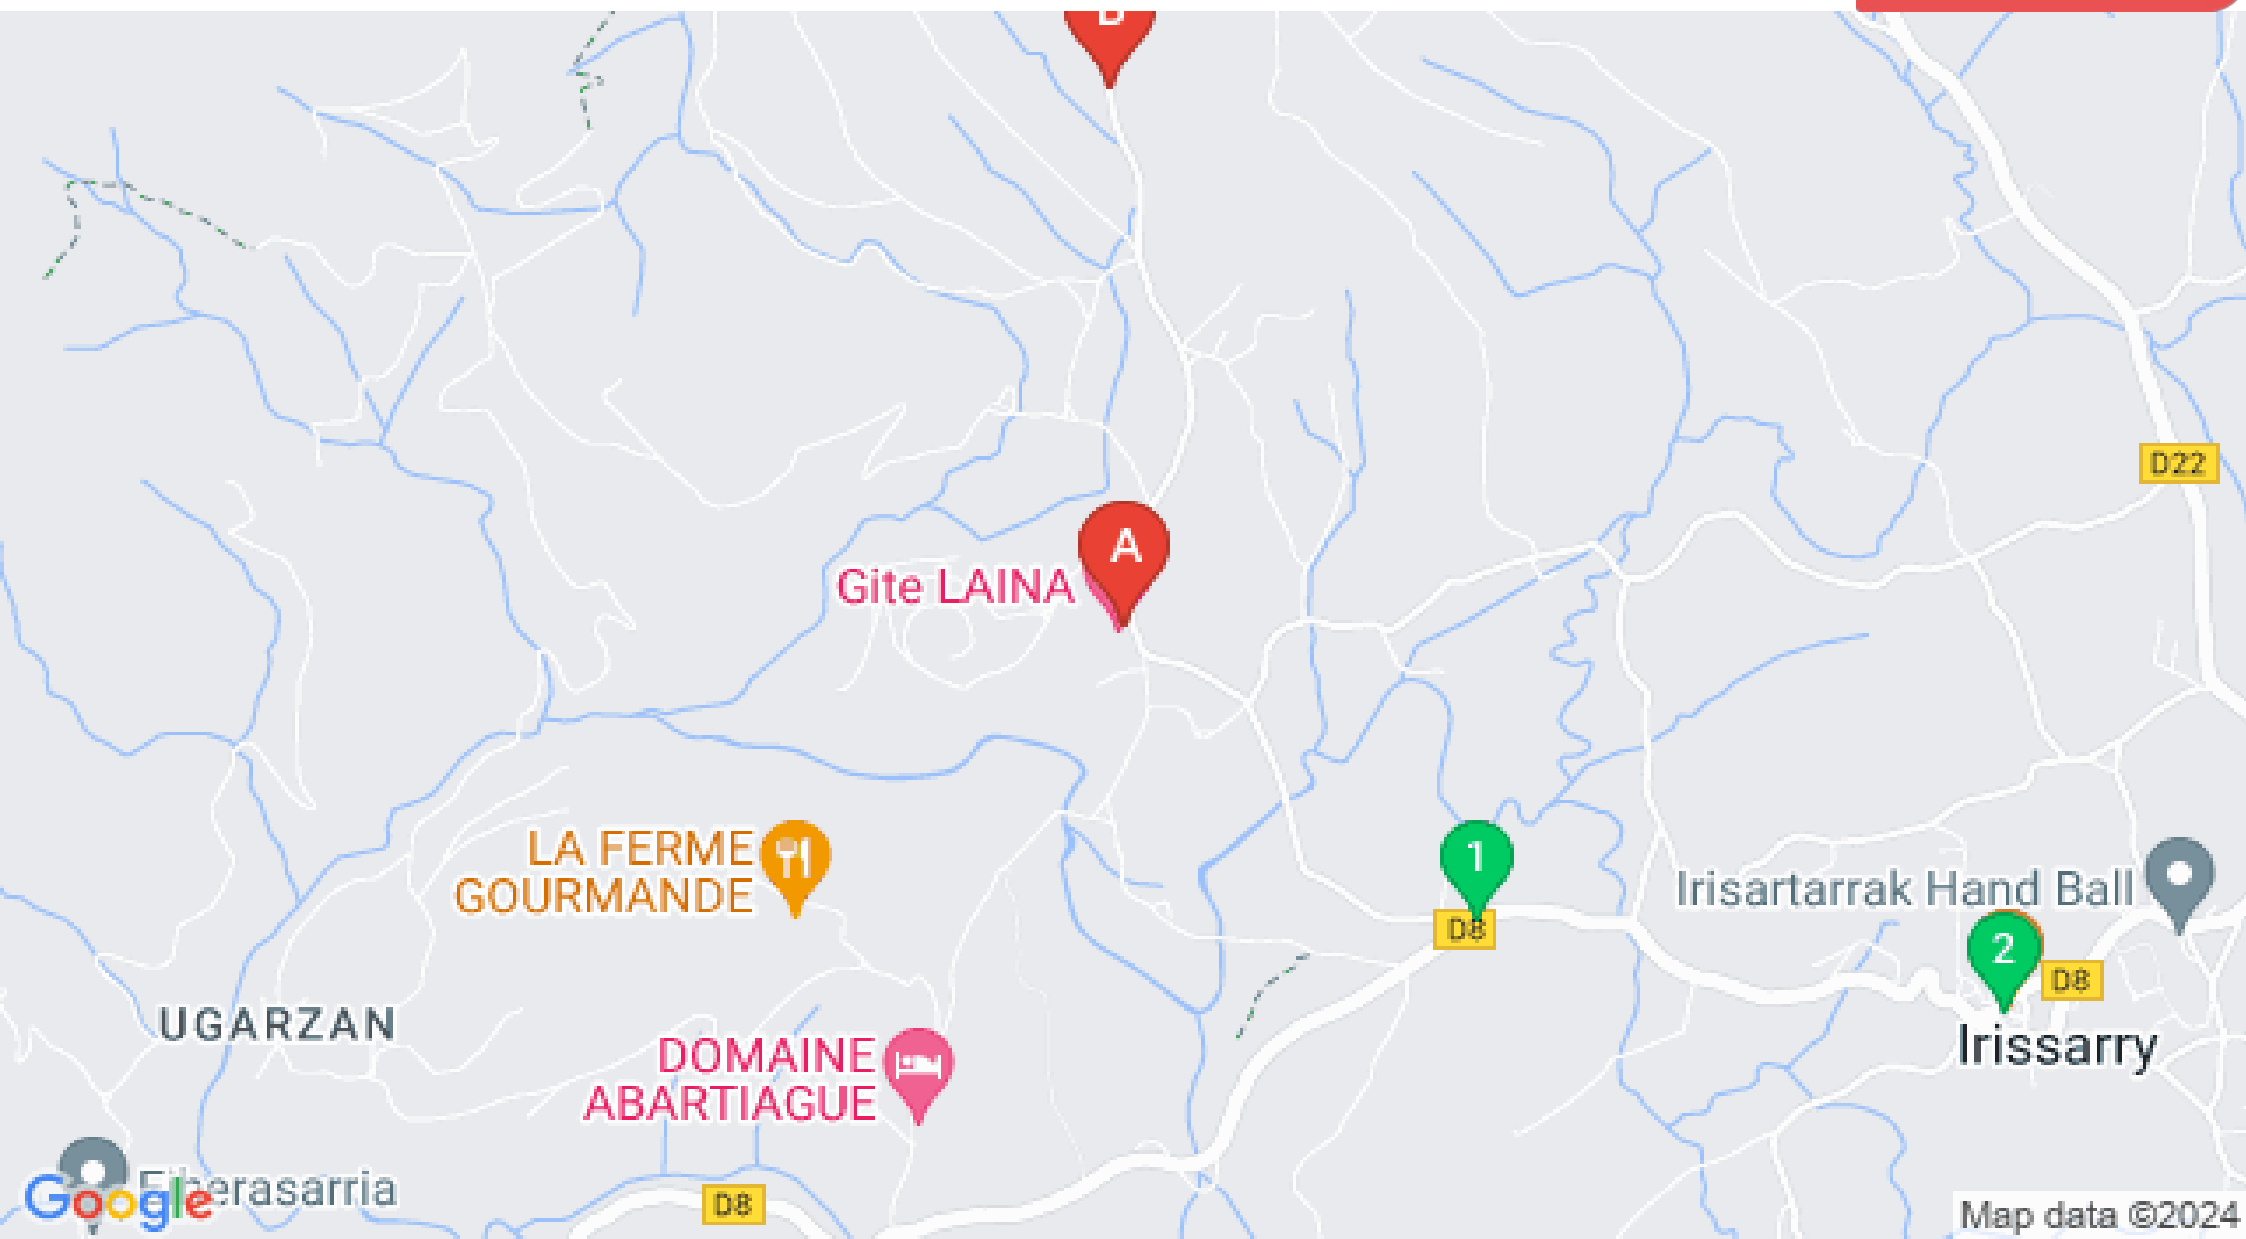 B
D22
A
Gite LAINA
LA FERME
GOURMANDE
1
D8
Irisartarrak Hand Ball
2
D8
Irissarry
UGARZAN
DOMAINE
ABARTIAGUE
D8
Google
Map data ©2024